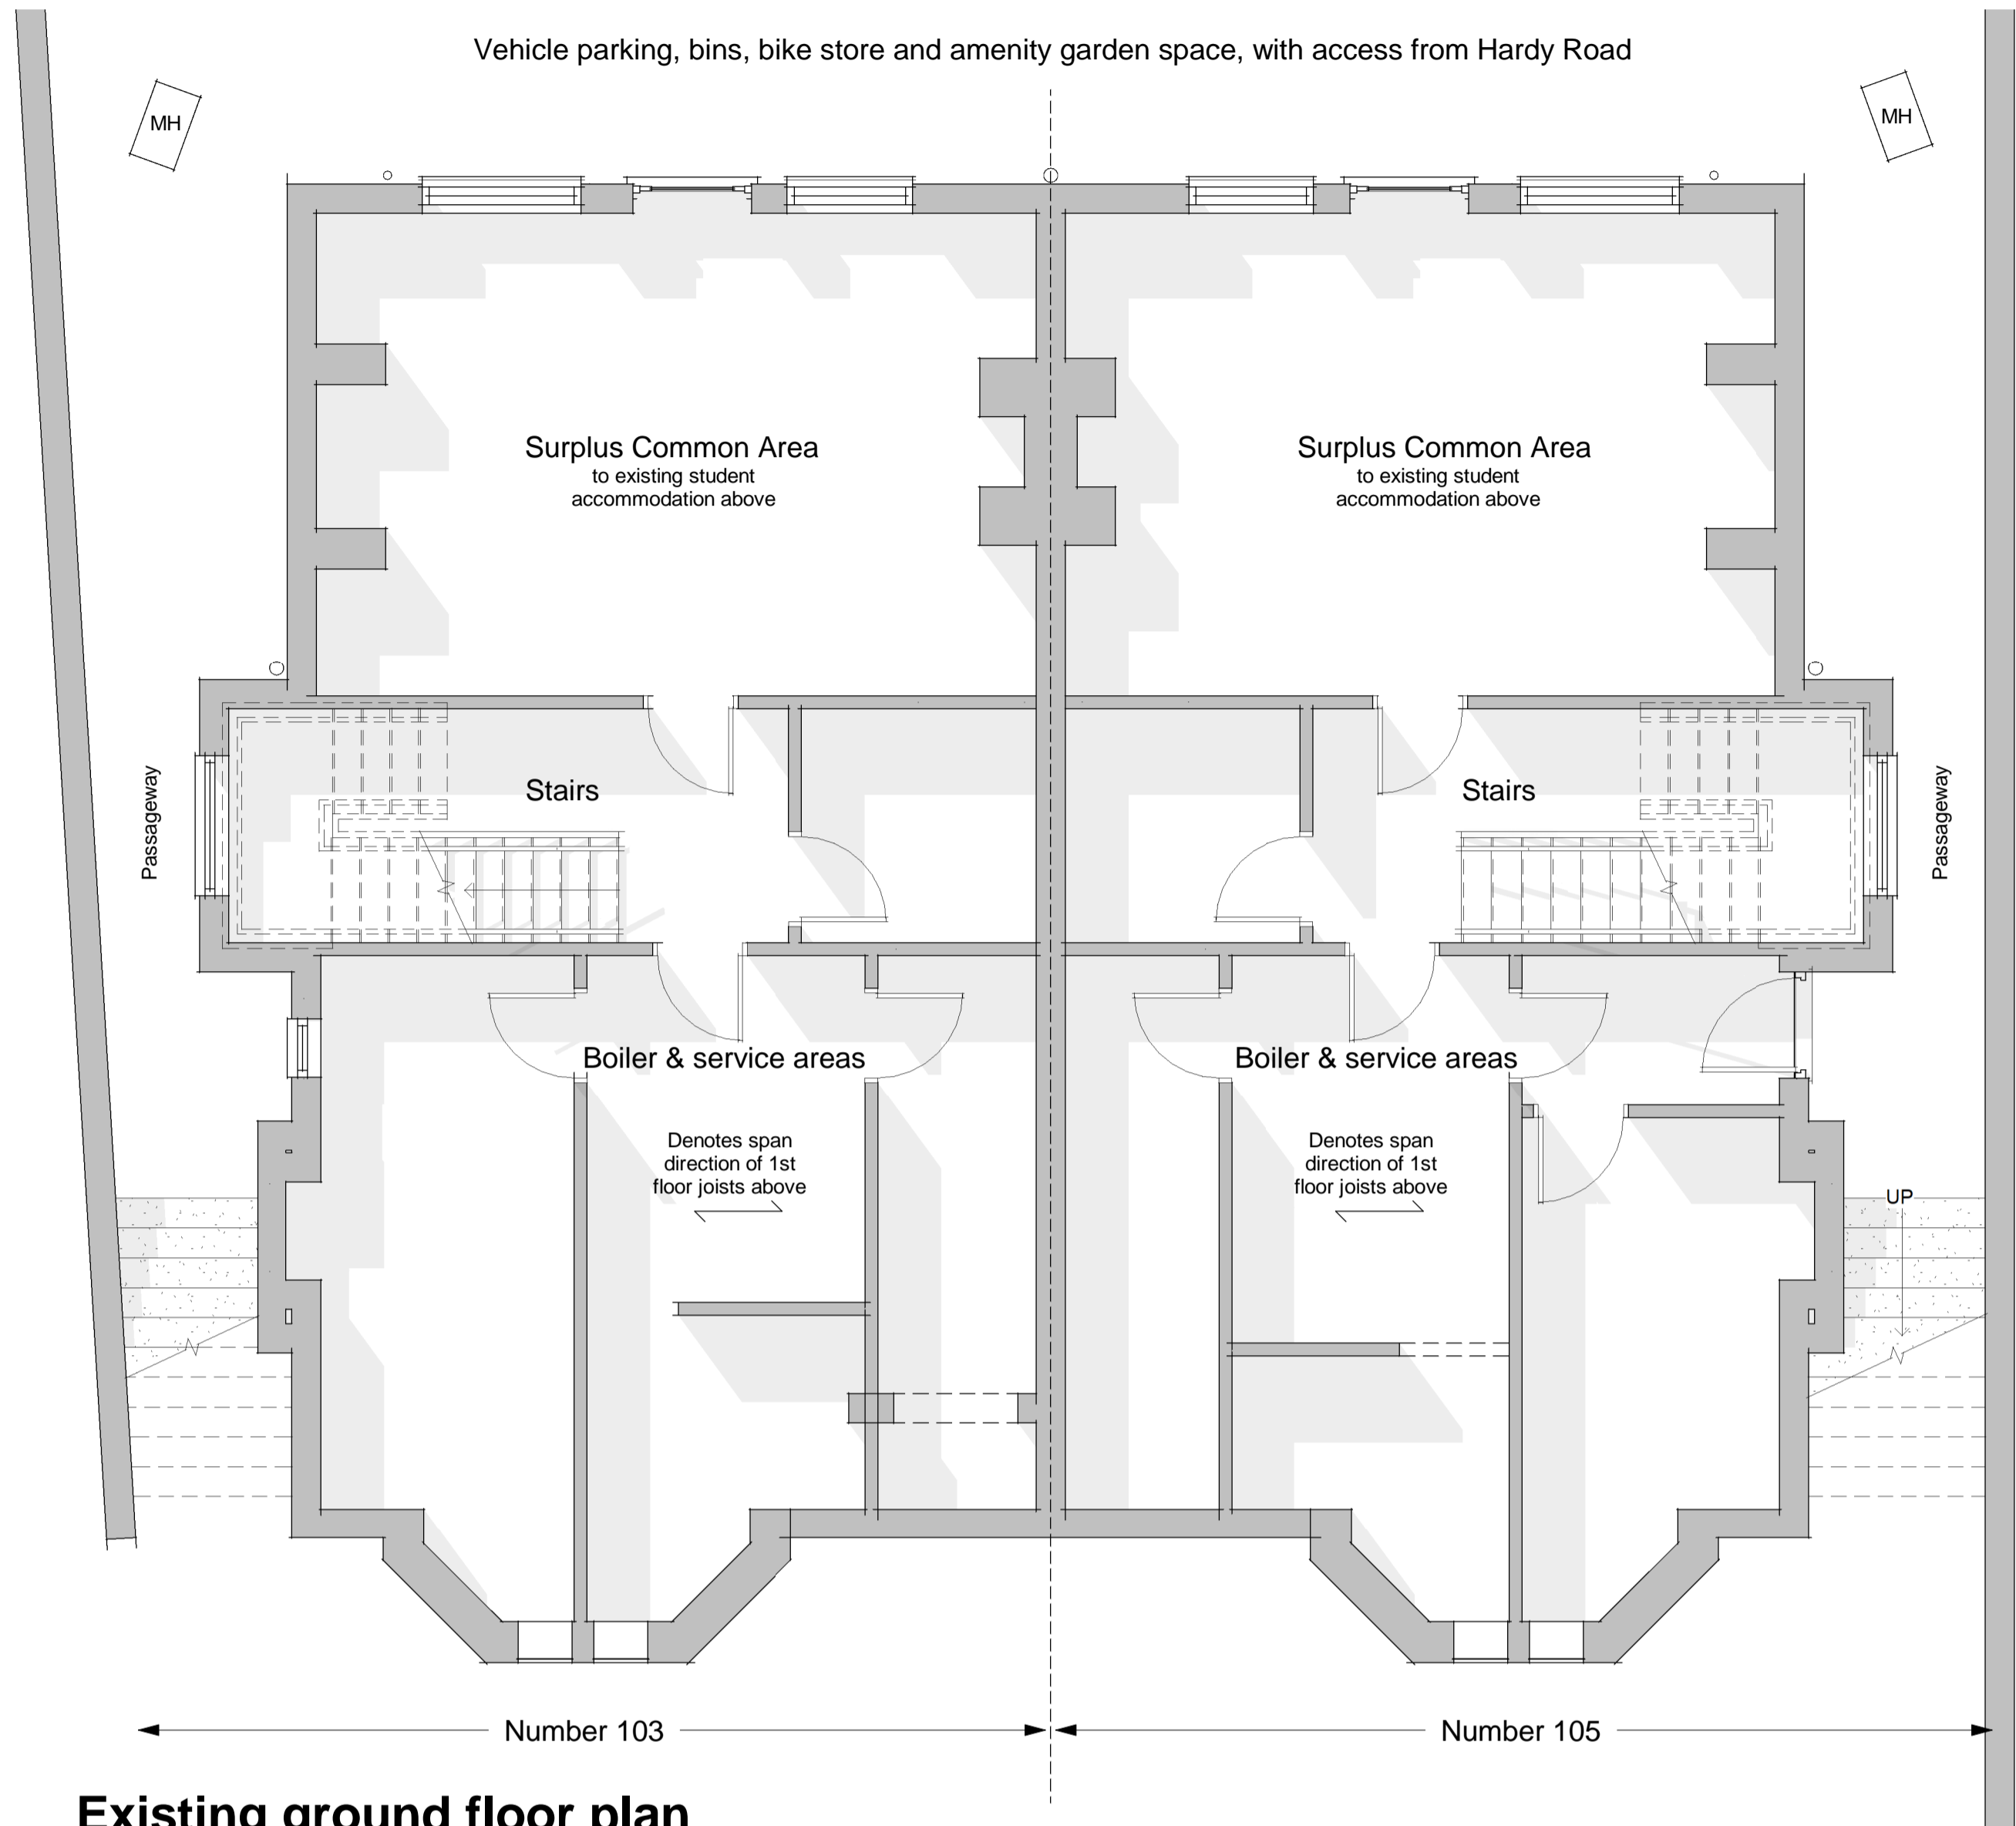 Vehicle parking, bins, bike store and amenity garden space, with access from Hardy Road
MH
MH
Surplus Common Area
to existing student
accommodation above
Surplus Common Area
to existing student
accommodation above
Passageway
Stairs
Stairs
Passageway
Boiler & service areas
Boiler & service areas
Denotes span
direction of 1st
floor joists above
Denotes span
direction of 1st
floor joists above
UP
Number 103
Number 105
Existing ground floor plan